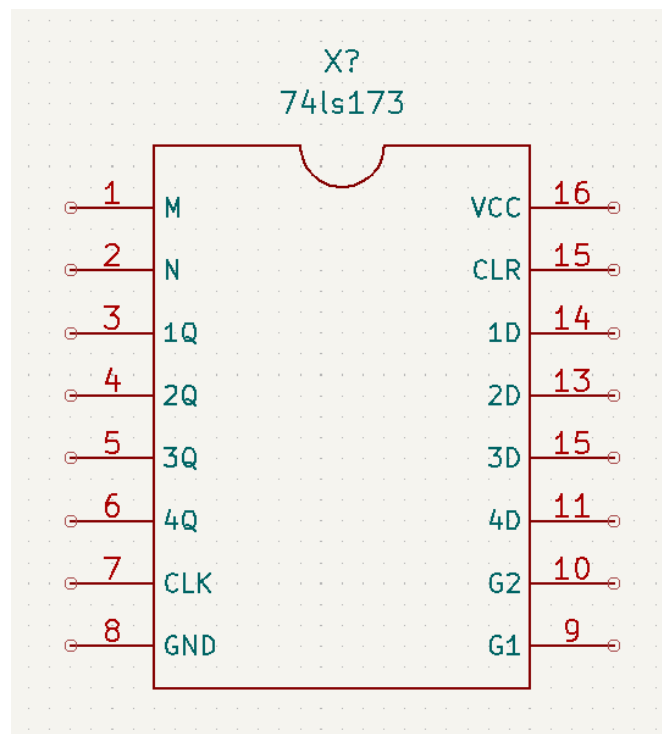 X?
74ls173
1 M VCC 16
2 N CLR 15
3 1Q 1D 14
4 2Q 2D 13
5 3Q 3D 15
6 4Q 4D 11
7 CLK G2 10
8 GND G1 9